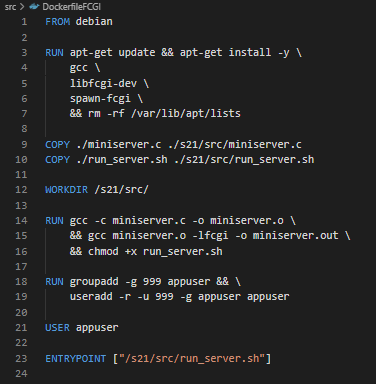 src > DockerfileFCGI
1 FROM debian
2
3 RUN apt-get update && apt-get install -y \
4 gcc \
5 libfcgi-dev \
6 spawn-fcgi \
7 && rm -rf /var/lib/apt/lists
8
9 COPY ./miniserver.c ./s21/src/miniserver.c
10 COPY ./run_server.sh ./s21/src/run_server.sh
11
12 WORKDIR /s21/src/
13
14 RUN gcc -c miniserver.c -o miniserver.o \
15 && gcc miniserver.o -lfcgi -o miniserver.out \
16 && chmod +x run_server.sh
17
18 RUN groupadd -g 999 appuser && \
19 useradd -r -u 999 -g appuser appuser
20
21 USER appuser
22
23 ENTRYPOINT ["/s21/src/run_server.sh"]
24